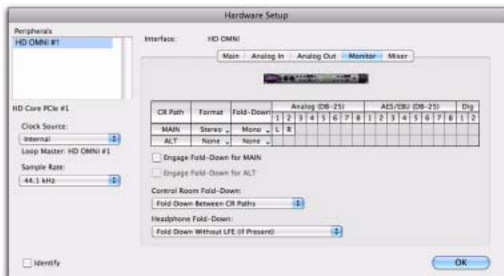 Hardware Setup
Peripherals
HD OMNI #1
Interface: HD OMNI
Main Analog In Analog Out Monitor Mixer
HD Core PCIe #1
Clock Source:
Internal
Loop Master: HD OMNI #1
Sample Rate:
44.1 kHz
Identify
CR Path Format Fold-Down Analog (DB-25) AES/EBU (DB-25) Dig
1 2 3 4 5 6 7 8 1 2 3 4 5 6 7 8 1 2
MAIN Stereo Mono L R
ALT None None
Engage Fold-Down for MAIN
Engage Fold-Down for ALT
Control Room Fold-Down:
Fold Down Between CR Paths
Headphone Fold-Down:
Fold Down Without LFE (if Present)
OK